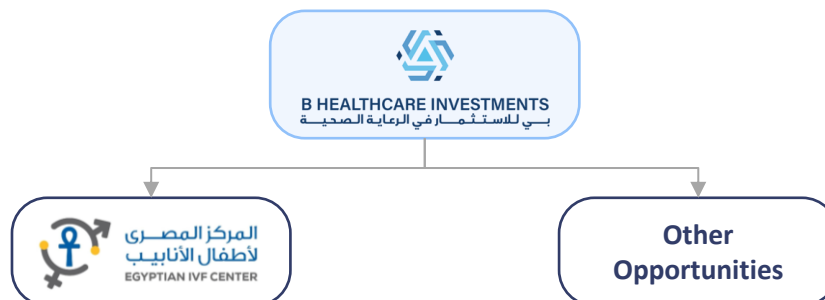 B HEALTHCARE INVESTMENTS
بي للاستثمار في الرعاية الصحية
المركز المصرى
لأطفال الأنابيب
EGYPTIAN IVF CENTER
Other
Opportunities